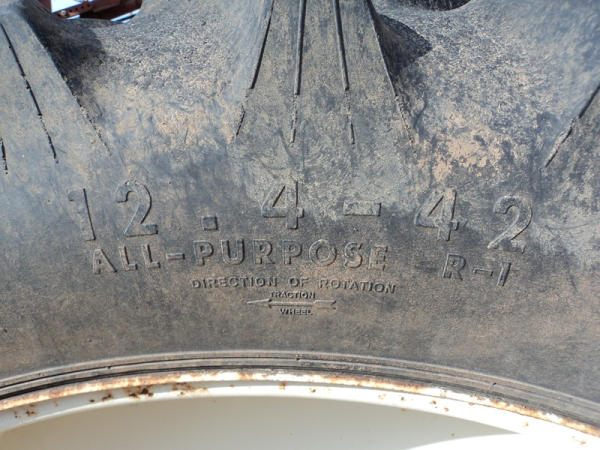 12.4-42
ALL-PURPOSE R-1
DIRECTION OF ROTATION
TRACTION
WHEEL